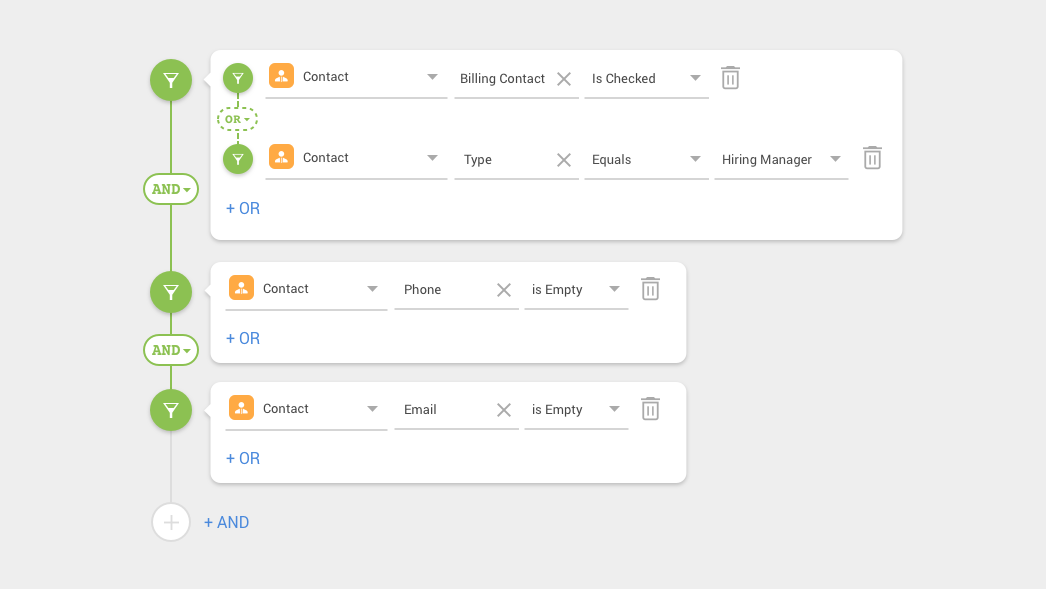 Contact Billing Contact Is Checked
OR
Contact Type Equals Hiring Manager
AND
+ OR
Contact Phone is Empty
+ OR
AND
Contact Email is Empty
+ OR
+ AND